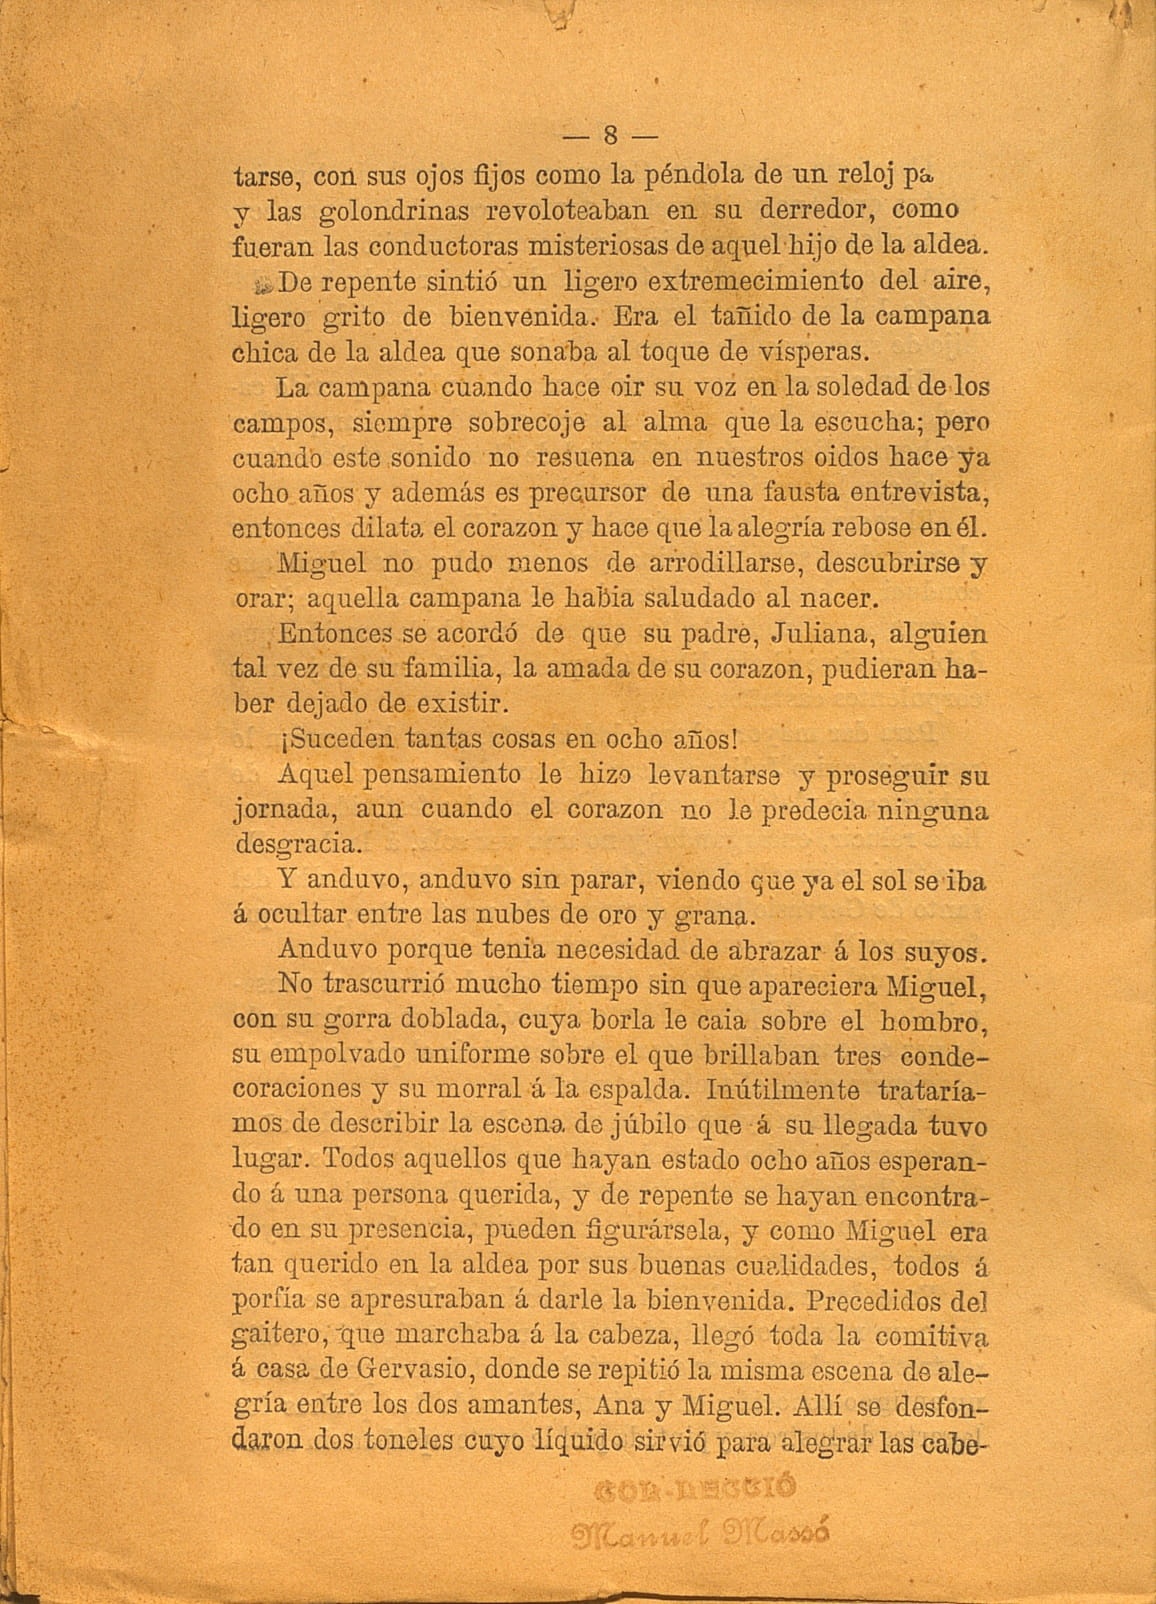 — 8 —
tarse, con sus ojos fijos como la péndola de un reloj pa
y las golondrinas revoloteaban en su derredor, como
fueran las conductoras misteriosas de aquel hijo de la aldea.
De repente sintió un ligero extremecimiento del aire,
ligero grito de bienvenida. Era el tañido de la campana
chica de la aldea que sonaba al toque de vísperas.
La campana cuando hace oir su voz en la soledad de los
campos, siempre sobrecoje al alma que la escucha; pero
cuando este sonido no resuena en nuestros oidos hace ya
ocho años y además es precursor de una fausta entrevista,
entonces dilata el corazon y hace que la alegría rebose en él.
Miguel no pudo menos de arrodillarse, descubrirse y
orar; aquella campana le habia saludado al nacer.
Entonces se acordó de que su padre, Juliana, alguien
tal vez de su familia, la amada de su corazon, pudieran ha-
ber dejado de existir.
¡Suceden tantas cosas en ocho años!
Aquel pensamiento le hizo levantarse y proseguir su
jornada, aun cuando el corazon no le predecia ninguna
desgracia.
Y anduvo, anduvo sin parar, viendo que ya el sol se iba
á ocultar entre las nubes de oro y grana.
Anduvo porque tenia necesidad de abrazar á los suyos.
No trascurrió mucho tiempo sin que apareciera Miguel,
con su gorra doblada, cuya borla le caia sobre el hombro,
su empolvado uniforme sobre el que brillaban tres conde-
coraciones y su morral á la espalda. Inútilmente trataría-
mos de describir la escena de júbilo que á su llegada tuvo
lugar. Todos aquellos que hayan estado ocho años esperan-
do á una persona querida, y de repente se hayan encontra-
do en su presencia, pueden figurársela, y como Miguel era
tan querido en la aldea por sus buenas cualidades, todos á
porfía se apresuraban á darle la bienvenida. Precedidos del
gaitero, que marchaba á la cabeza, llegó toda la comitiva
á casa de Gervasio, donde se repitió la misma escena de ale-
gría entre los dos amantes, Ana y Miguel. Allí se desfon-
daron dos toneles cuyo líquido sirvió para alegrar las cabe-
COL·LECCIÓ
Manuel Massó